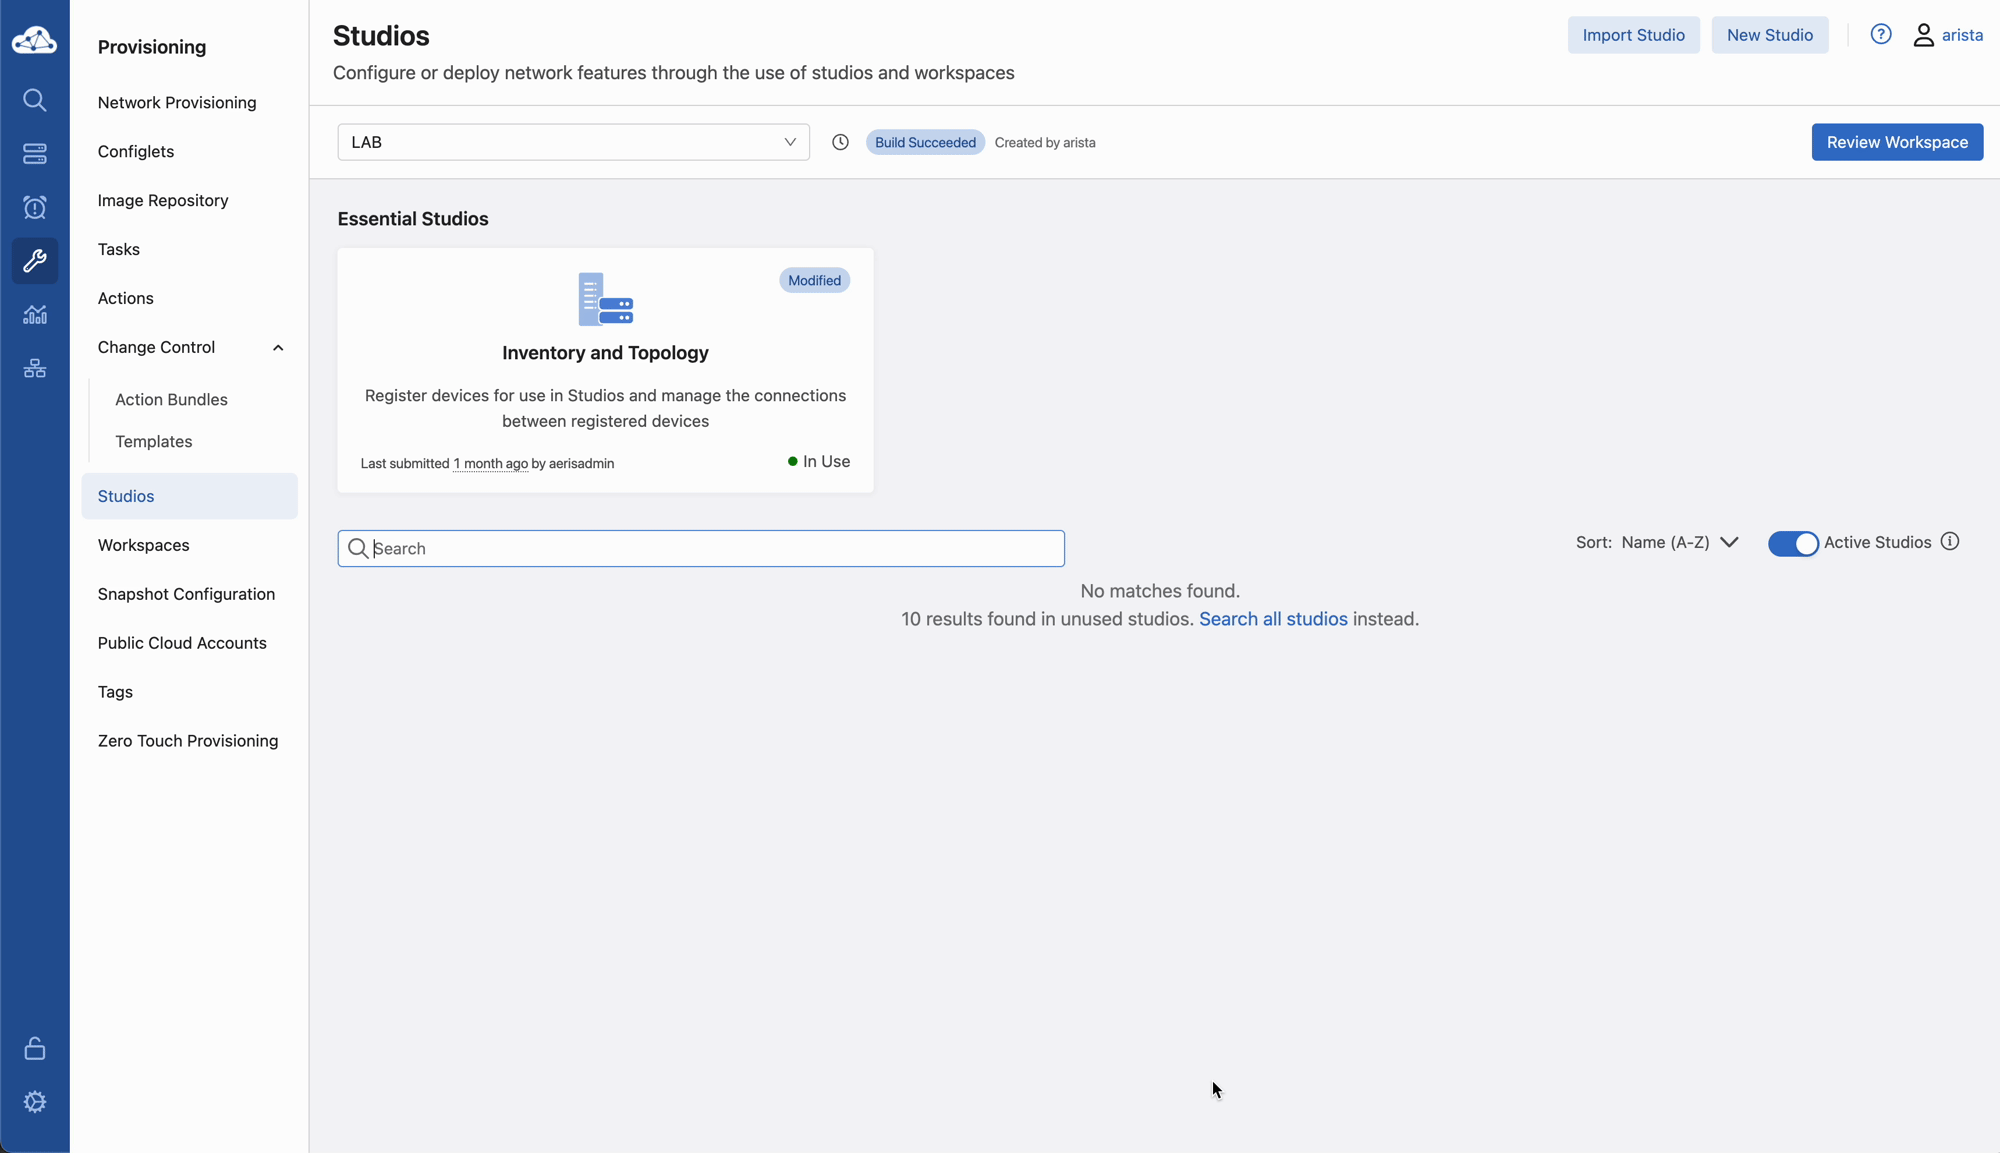 Provisioning
Network Provisioning
Configlets
Image Repository
Tasks
Actions
Change Control
Action Bundles
Templates
Studios
Workspaces
Snapshot Configuration
Public Cloud Accounts
Tags
Zero Touch Provisioning
Studios
Configure or deploy network features through the use of studios and workspaces
Import Studio
New Studio
arista
LAB
Build Succeeded
Created by arista
Review Workspace
Essential Studios
Modified
Inventory and Topology
Register devices for use in Studios and manage the connections
between registered devices
Last submitted 1 month ago by aerisadmin
In Use
Search
Sort: Name (A-Z)
Active Studios
No matches found.
10 results found in unused studios. Search all studios instead.